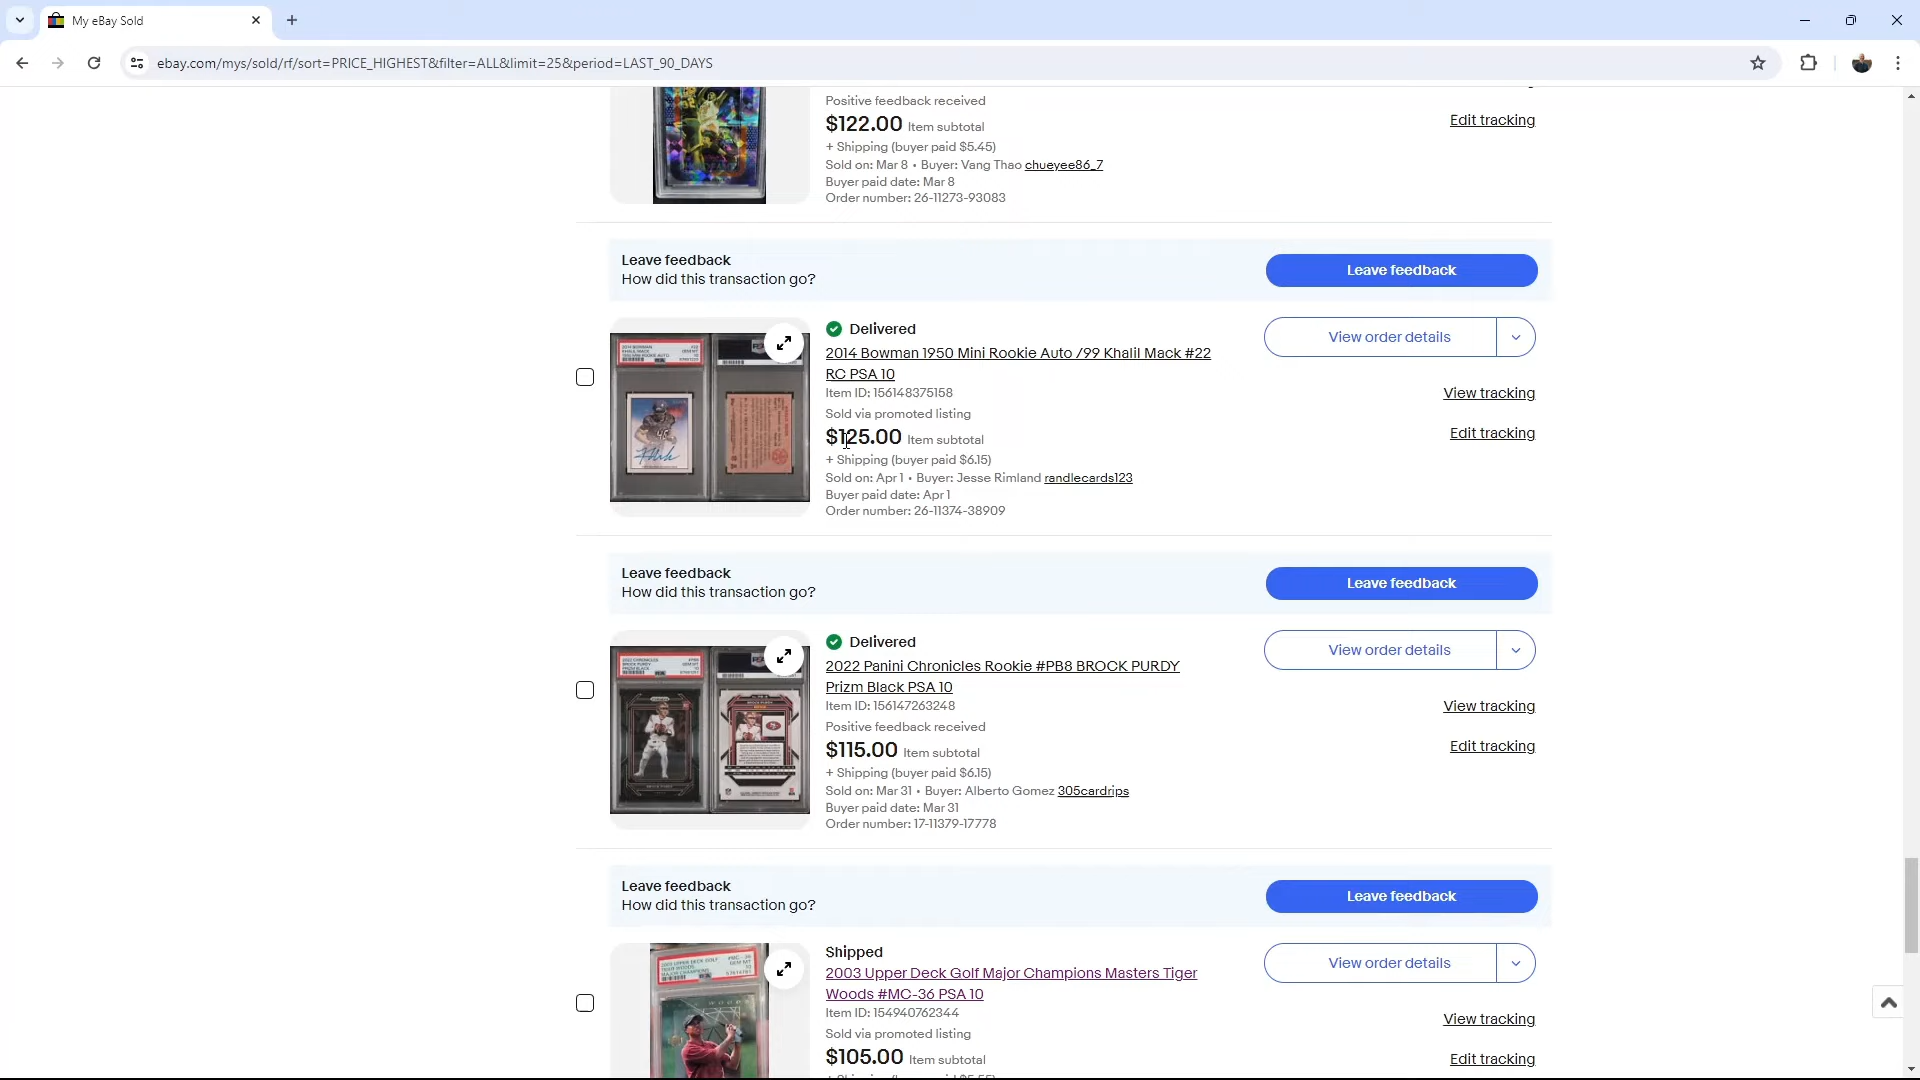 My eBay Sold
ebay.com/mys/sold/rf/sort=PRICE_HIGHEST&filter=ALL&limit=25&period=LAST_90_DAYS
Positive feedback received
$122.00 Item subtotal
+ Shipping (buyer paid $5.45)
Sold on: Mar 8 • Buyer: Vang Thao chueyee86_7
Buyer paid date: Mar 8
Order number: 26-11273-93083
Edit tracking
Leave feedback
How did this transaction go?
Leave feedback
Delivered
2014 Bowman 1950 Mini Rookie Auto /99 Khalil Mack #22
RC PSA 10
Item ID: 156148375158
Sold via promoted listing
$125.00 Item subtotal
+ Shipping (buyer paid $6.15)
Sold on: Apr 1 • Buyer: Jesse Rimland randlecards123
Buyer paid date: Apr 1
Order number: 26-11374-38909
View order details
View tracking
Edit tracking
Leave feedback
How did this transaction go?
Leave feedback
Delivered
2022 Panini Chronicles Rookie #PB8 BROCK PURDY
Prizm Black PSA 10
Item ID: 156147263248
Positive feedback received
$115.00 Item subtotal
+ Shipping (buyer paid $6.15)
Sold on: Mar 31 • Buyer: Alberto Gomez 305cardrips
Buyer paid date: Mar 31
Order number: 17-11379-17778
View order details
View tracking
Edit tracking
Leave feedback
How did this transaction go?
Leave feedback
Shipped
2003 Upper Deck Golf Major Champions Masters Tiger
Woods #MC-36 PSA 10
Item ID: 154940762344
Sold via promoted listing
$105.00 Item subtotal
View order details
View tracking
Edit tracking